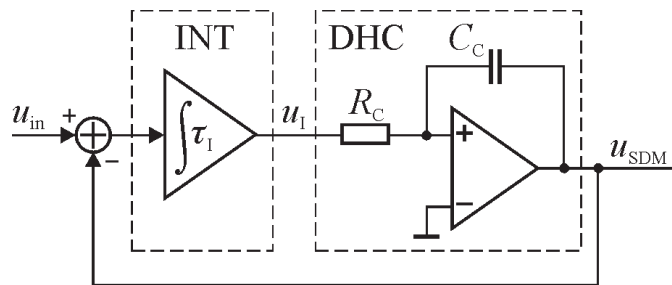 INT
DHC
C_C
u_in
+
−
∫τ_I
u_I
R_C
+
−
u_SDM